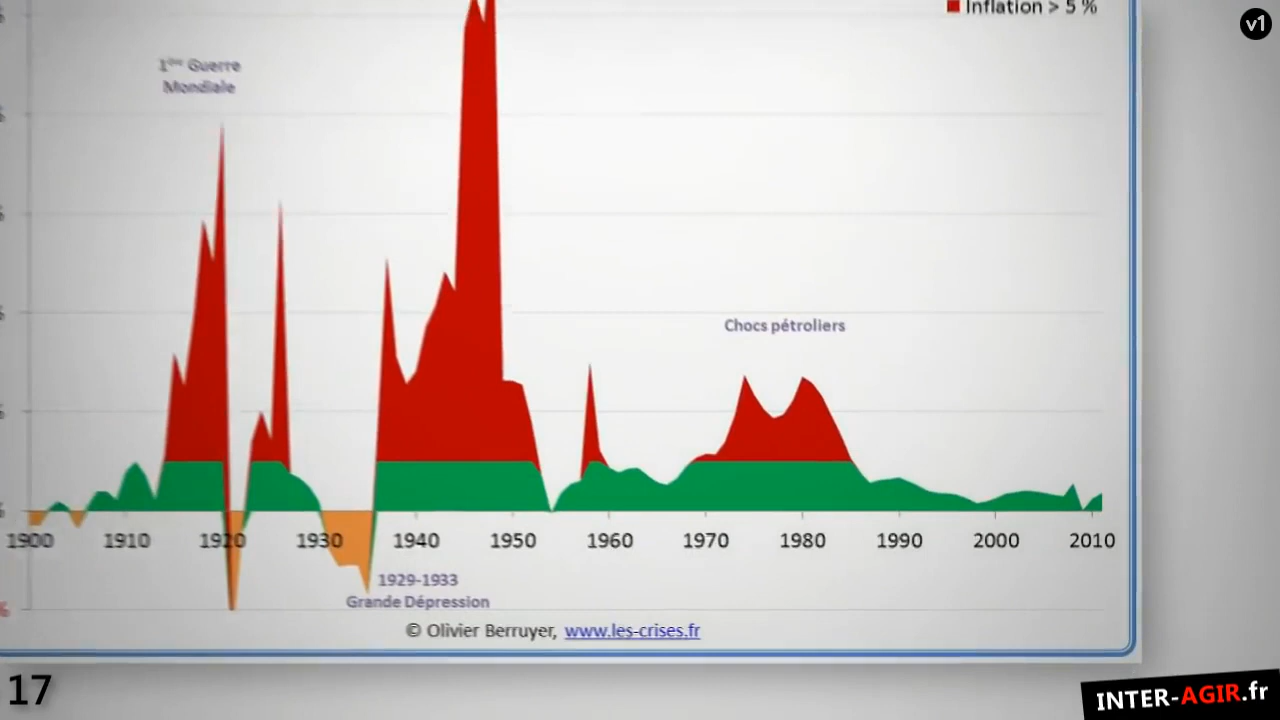 Inflation > 5 %
v1
1ère Guerre
Mondiale
Chocs pétroliers
1900 1910 1920 1930 1940 1950 1960 1970 1980 1990 2000 2010
1929-1933
Grande Dépression
%
© Olivier Berruyer, www.les-crises.fr
17
INTER-AGIR.fr